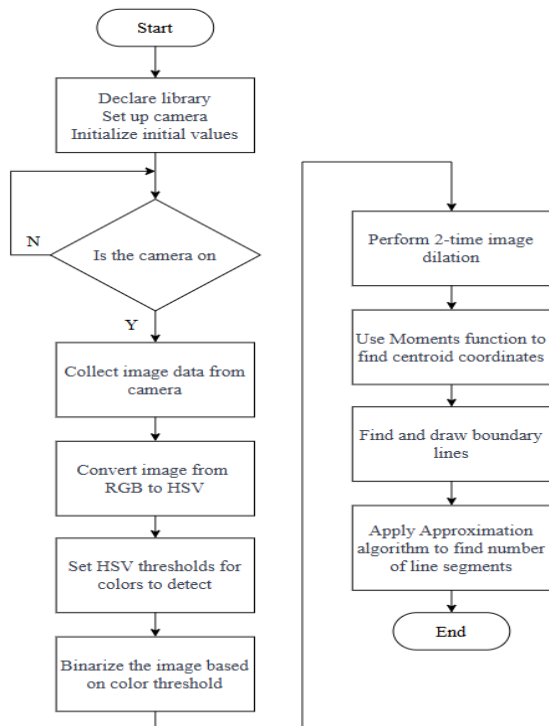 Start
Declare library
Set up camera
Initialize initial values
N
Is the camera on
Y
Collect image data from
camera
Convert image from
RGB to HSV
Set HSV thresholds for
colors to detect
Binarize the image based
on color threshold
Perform 2-time image
dilation
Use Moments function to
find centroid coordinates
Find and draw boundary
lines
Apply Approximation
algorithm to find number
of line segments
End